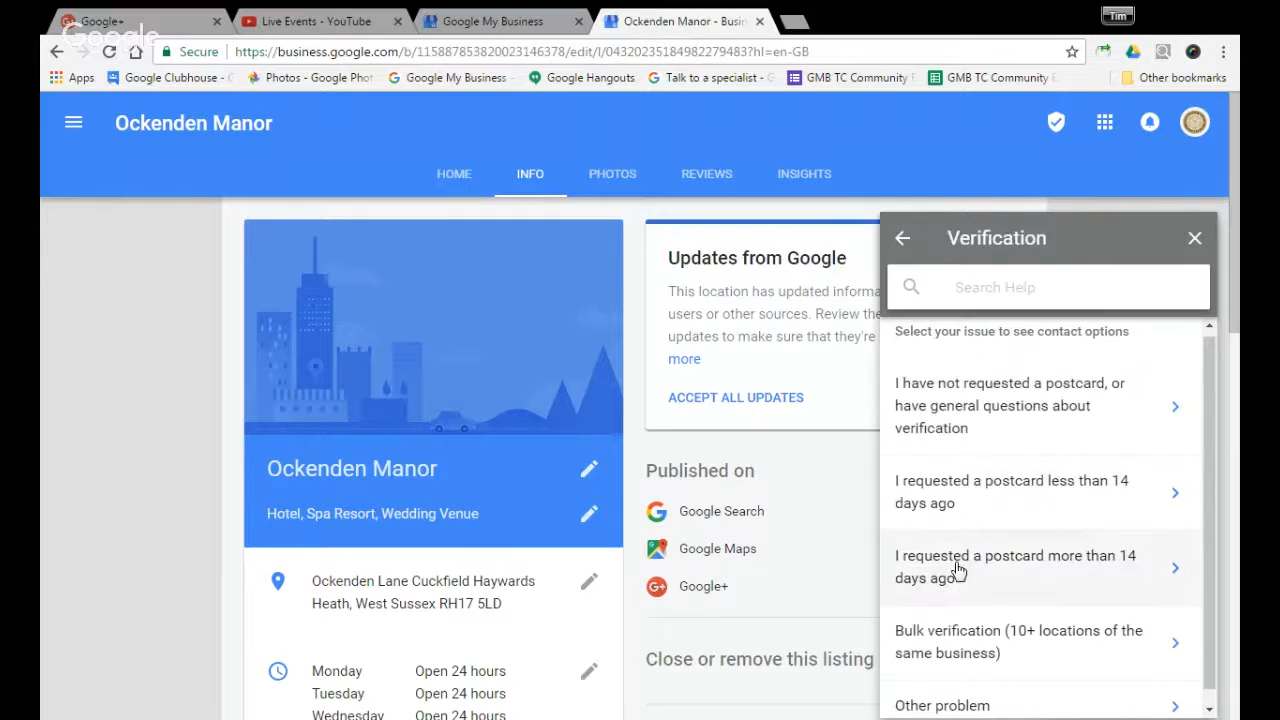 Tim
Google+
Live Events - YouTube
Google My Business
Ockenden Manor - Busin
Google
Secure
https://business.google.com/b/115887853820023146378/edit/l/04320235184982279483?hl=en-GB
Apps
Google Clubhouse - C
Photos - Google Phot
Google My Business -
Google Hangouts
Talk to a specialist - G
GMB TC Community F
GMB TC Community E
Other bookmarks
Ockenden Manor
HOME
INFO
PHOTOS
REVIEWS
INSIGHTS
Ockenden Manor
Hotel, Spa Resort, Wedding Venue
Ockenden Lane Cuckfield Haywards
Heath, West Sussex RH17 5LD
Monday Open 24 hours
Tuesday Open 24 hours
Wednesday Open 24 hours
Updates from Google
This location has updated informa
users or other sources. Review the
updates to make sure that they're
more
ACCEPT ALL UPDATES
Published on
Google Search
Google Maps
Google+
Close or remove this listing
Verification
Search Help
Select your issue to see contact options
I have not requested a postcard, or
have general questions about
verification
I requested a postcard less than 14
days ago
I requested a postcard more than 14
days ago
Bulk verification (10+ locations of the
same business)
Other problem